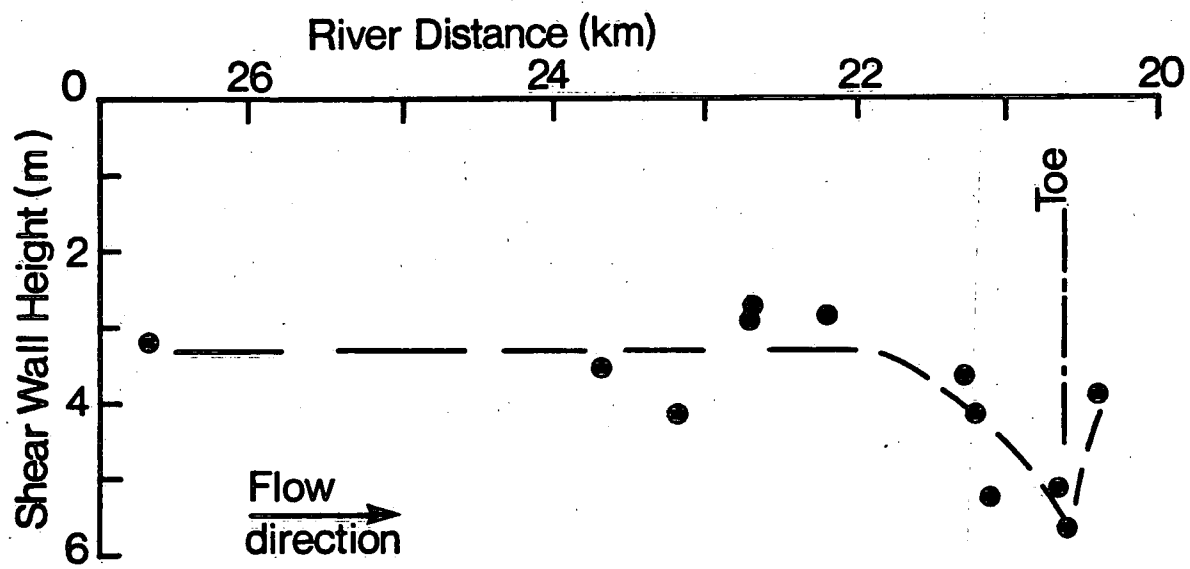 River Distance (km)
0 26 24 22 20
Shear Wall Height (m)
2
4
6
Toe
Flow
direction